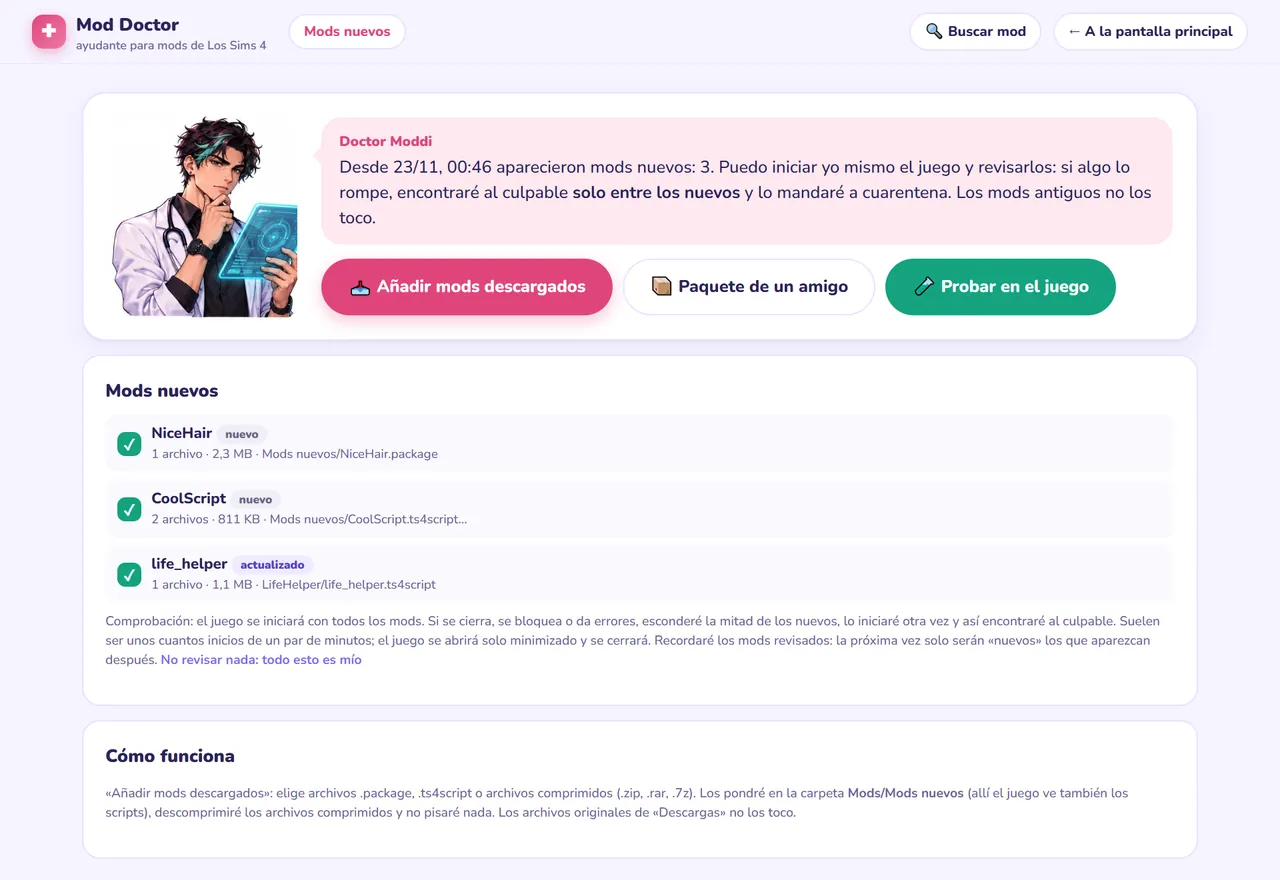 Mod Doctor
ayudante para mods de Los Sims 4
Mods nuevos
Buscar mod
← A la pantalla principal
Doctor Moddi
Desde 23/11, 00:46 aparecieron mods nuevos: 3. Puedo iniciar yo mismo el juego y revisarlos: si algo lo
rompe, encontraré al culpable solo entre los nuevos y lo mandaré a cuarentena. Los mods antiguos no los
toco.
Añadir mods descargados
Paquete de un amigo
Probar en el juego
Mods nuevos
NiceHair nuevo
1 archivo · 2,3 MB · Mods nuevos/NiceHair.package
CoolScript nuevo
2 archivos · 811 KB · Mods nuevos/CoolScript.ts4script...
life_helper actualizado
1 archivo · 1,1 MB · LifeHelper/life_helper.ts4script
Comprobación: el juego se iniciará con todos los mods. Si se cierra, se bloquea o da errores, esconderé la mitad de los nuevos, lo iniciaré otra vez y así encontraré al culpable. Suelen
ser unos cuantos inicios de un par de minutos; el juego se abrirá solo minimizado y se cerrará. Recordaré los mods revisados: la próxima vez solo serán «nuevos» los que aparezcan
después. No revisar nada: todo esto es mío
Cómo funciona
«Añadir mods descargados»: elige archivos .package, .ts4script o archivos comprimidos (.zip, .rar, .7z). Los pondré en la carpeta Mods/Mods nuevos (allí el juego ve también los
scripts), descomprimiré los archivos comprimidos y no pisaré nada. Los archivos originales de «Descargas» no los toco.